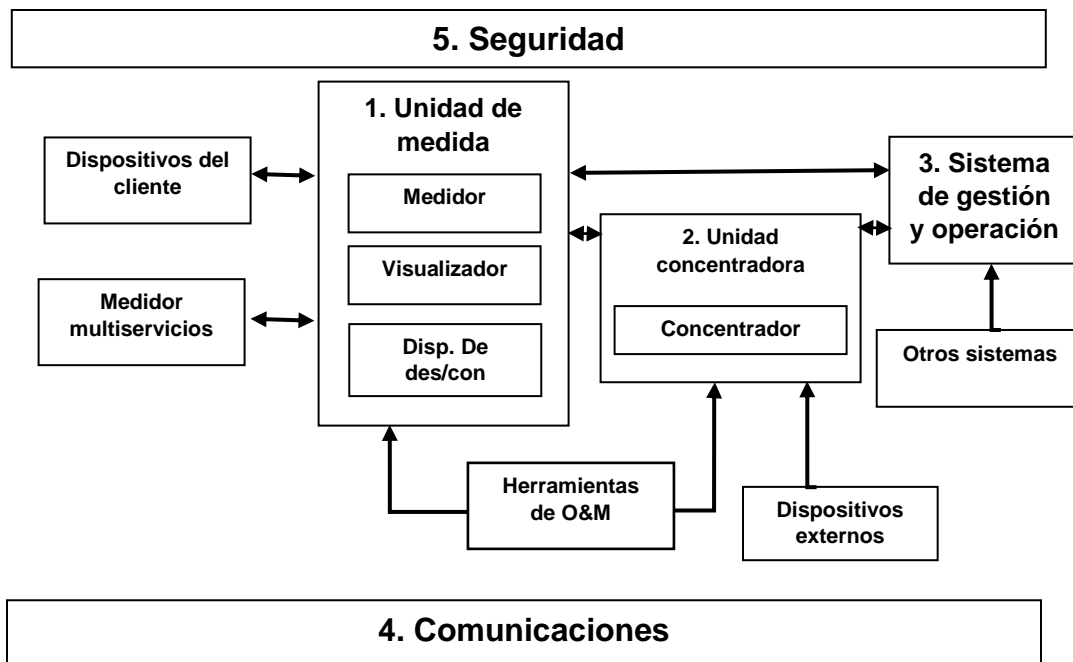 5. Seguridad
1. Unidad de
medida
Dispositivos del
cliente
Medidor
3. Sistema
de gestión
y operación
2. Unidad
concentradora
Visualizador
Medidor
multiservicios
Concentrador
Disp. De
des/con
Otros sistemas
Herramientas
de O&M
Dispositivos
externos
4. Comunicaciones